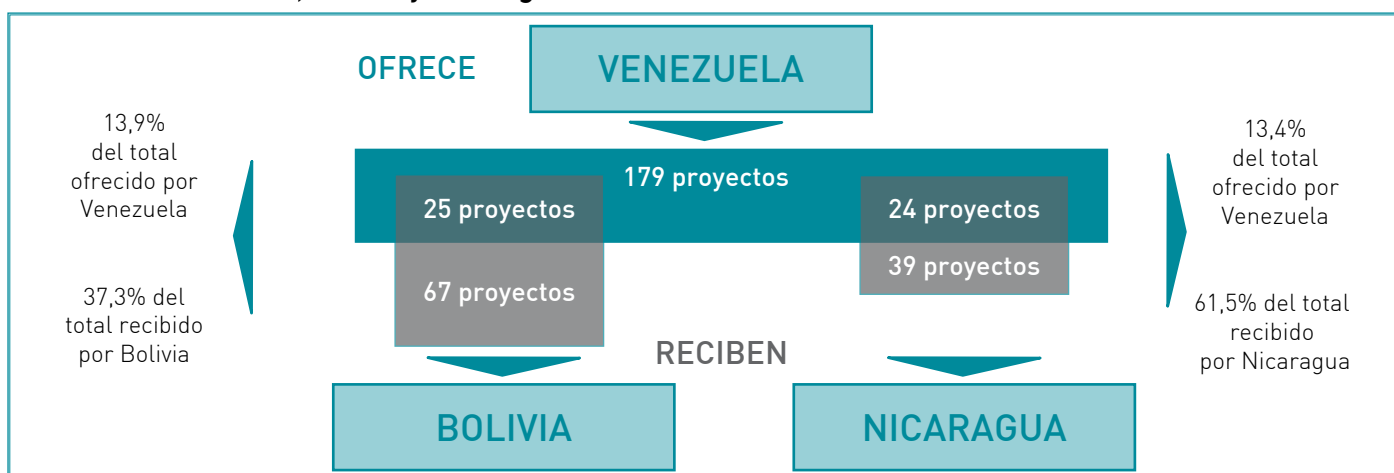 OFRECE
VENEZUELA
13,9%
del total
ofrecido por
Venezuela
37,3% del
total recibido
por Bolivia
179 proyectos
25 proyectos
67 proyectos
24 proyectos
39 proyectos
13,4%
del total
ofrecido por
Venezuela
61,5% del total
recibido
por Nicaragua
RECIBEN
BOLIVIA
NICARAGUA